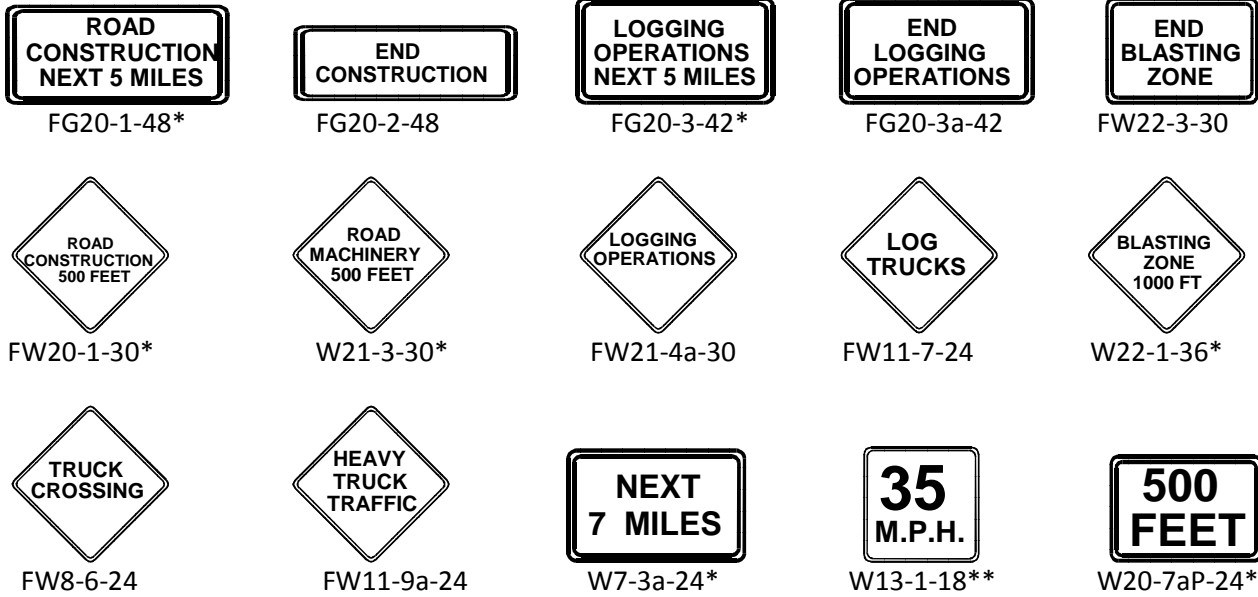 ROAD
CONSTRUCTION
NEXT 5 MILES
FG20-1-48*
END
CONSTRUCTION
FG20-2-48
LOGGING
OPERATIONS
NEXT 5 MILES
FG20-3-42*
END
LOGGING
OPERATIONS
FG20-3a-42
END
BLASTING
ZONE
FW22-3-30
ROAD
CONSTRUCTION
500 FEET
FW20-1-30*
ROAD
MACHINERY
500 FEET
W21-3-30*
LOGGING
OPERATIONS
FW21-4a-30
LOG
TRUCKS
FW11-7-24
BLASTING
ZONE
1000 FT
W22-1-36*
TRUCK
CROSSING
FW8-6-24
HEAVY
TRUCK
TRAFFIC
FW11-9a-24
NEXT
7 MILES
W7-3a-24*
35
M.P.H.
W13-1-18**
500
FEET
W20-7aP-24*